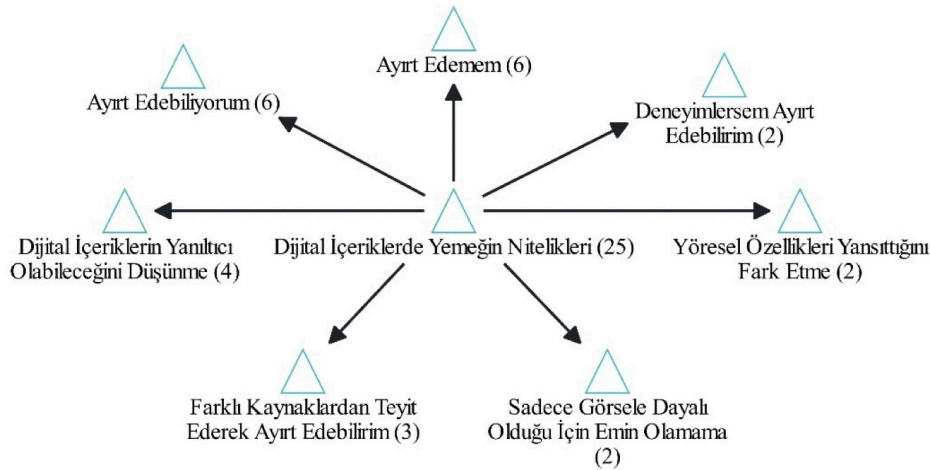 Ayırt Edemem (6)
Ayırt Edebiliyorum (6)
Deneyimlersem Ayırt
Edebilirim (2)
Dijital İçeriklerin Yanıltıcı
Olabileceğini Düşünme (4)
Dijital İçeriklerde Yemeğin Nitelikleri (25)
Yöresel Özellikleri Yansıttığını
Fark Etme (2)
Farklı Kaynaklardan Teyit
Ederek Ayırt Edebilirim (3)
Sadece Görsele Dayalı
Olduğu İçin Emin Olamama
(2)